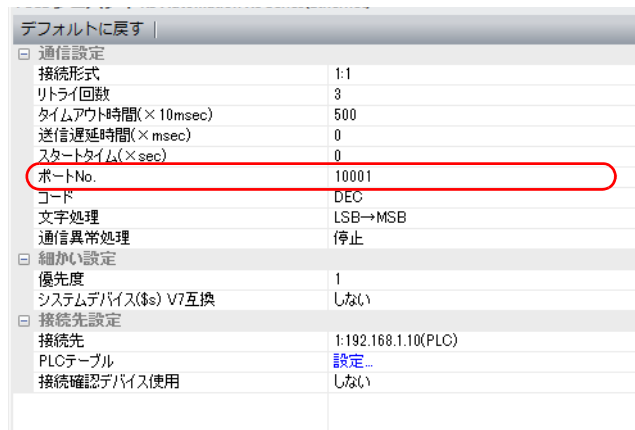 デフォルトに戻す
通信設定
接続形式 1:1
リトライ回数 3
タイムアウト時間(×10msec) 500
送信遅延時間(×msec) 0
スタートタイム(×sec) 0
ポートNo. 10001
コード DEC
文字処理 LSB→MSB
通信異常処理 停止
細かい設定
優先度 1
システムデバイス($s) V7互換 しない
接続先設定
接続先 1:192.168.1.10(PLC)
PLCテーブル 設定...
接続確認デバイス使用 しない